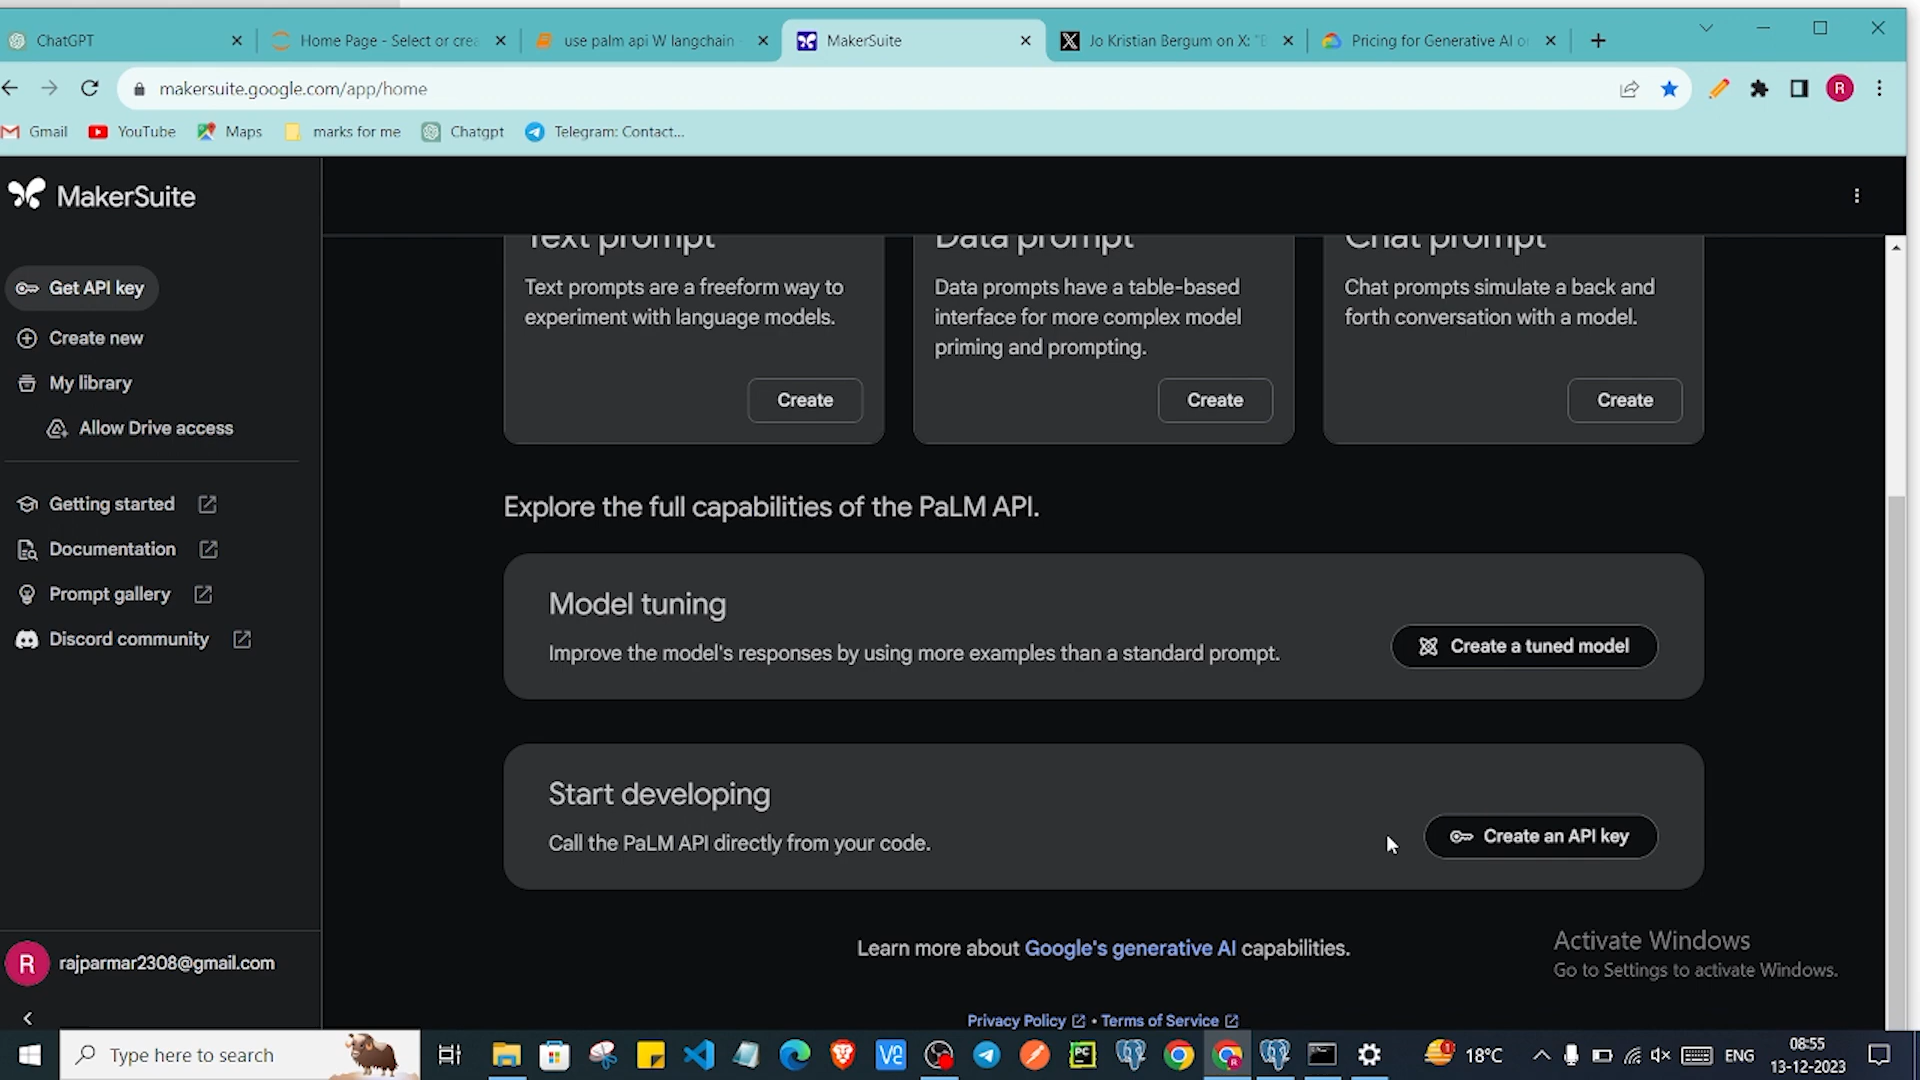 ChatGPT
Home Page - Select or crea
use palm api W langchain
MakerSuite
Jo Kristian Bergum on X: "E
Pricing for Generative AI o
makersuite.google.com/app/home
R
Gmail
YouTube
Maps
marks for me
Chatgpt
Telegram: Contact...
MakerSuite
Get API key
Create new
My library
Allow Drive access
Getting started
Documentation
Prompt gallery
Discord community
R
rajparmar2308@gmail.com
Text prompt
Text prompts are a freeform way to
experiment with language models.
Create
Data prompt
Data prompts have a table-based
interface for more complex model
priming and prompting.
Create
Chat prompt
Chat prompts simulate a back and
forth conversation with a model.
Create
Explore the full capabilities of the PaLM API.
Model tuning
Improve the model's responses by using more examples than a standard prompt.
Create a tuned model
Start developing
Call the PaLM API directly from your code.
Create an API key
Learn more about Google's generative AI capabilities.
Activate Windows
Go to Settings to activate Windows.
Privacy Policy • Terms of Service
Type here to search
18°C
ENG
08:55
13-12-2023